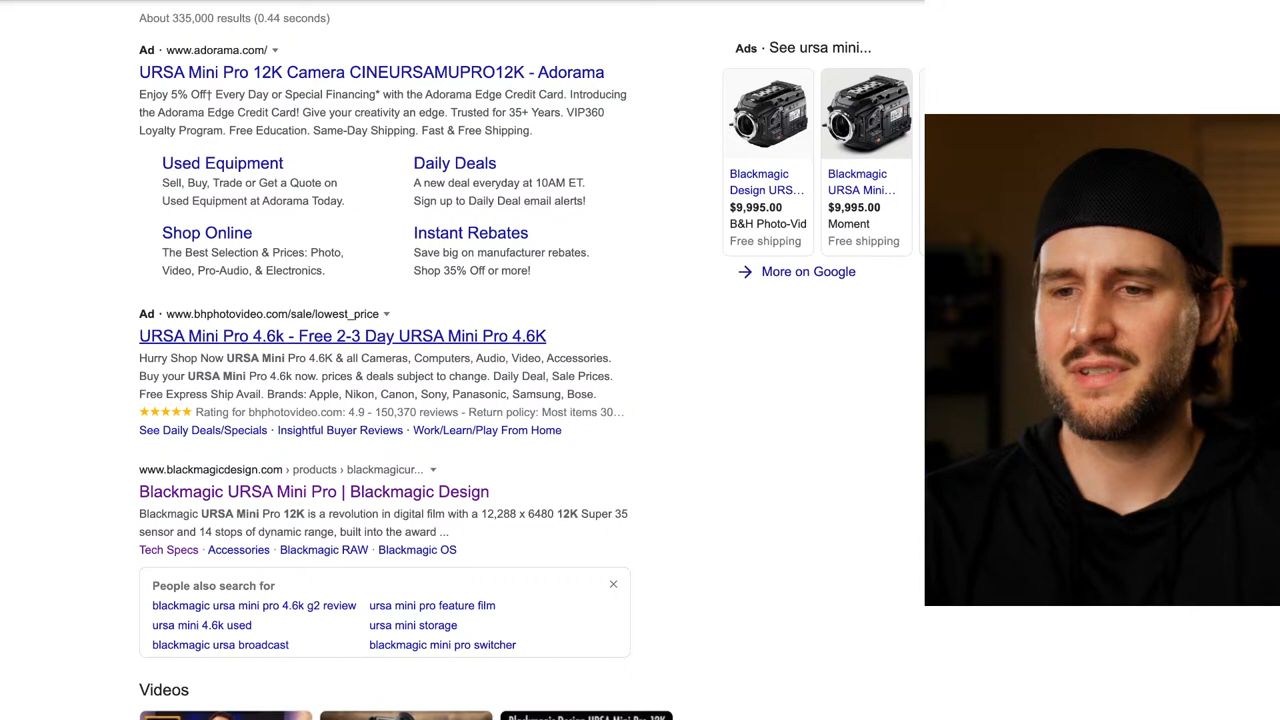 About 335,000 results (0.44 seconds)
Ad · www.adorama.com/
URSA Mini Pro 12K Camera CINEURSAMUPRO12K - Adorama
Enjoy 5% Off† Every Day or Special Financing* with the Adorama Edge Credit Card. Introducing
the Adorama Edge Credit Card! Give your creativity an edge. Trusted for 35+ Years. VIP360
Loyalty Program. Free Education. Same-Day Shipping. Fast & Free Shipping.
Used Equipment
Sell, Buy, Trade or Get a Quote on
Used Equipment at Adorama Today.
Daily Deals
A new deal everyday at 10AM ET.
Sign up to Daily Deal email alerts!
Shop Online
The Best Selection & Prices: Photo,
Video, Pro-Audio, & Electronics.
Instant Rebates
Save big on manufacturer rebates.
Shop 35% Off or more!
Ad · www.bhphotovideo.com/sale/lowest_price
URSA Mini Pro 4.6k - Free 2-3 Day URSA Mini Pro 4.6K
Hurry Shop Now URSA Mini Pro 4.6K & all Cameras, Computers, Audio, Video, Accessories.
Buy your URSA Mini Pro 4.6k now. prices & deals subject to change. Daily Deal, Sale Prices.
Free Express Ship Avail. Brands: Apple, Nikon, Canon, Sony, Panasonic, Samsung, Bose.
★★★★★ Rating for bhphotovideo.com: 4.9 - 150,370 reviews - Return policy: Most items 30…
See Daily Deals/Specials · Insightful Buyer Reviews · Work/Learn/Play From Home
www.blackmagicdesign.com › products › blackmagicur...
Blackmagic URSA Mini Pro | Blackmagic Design
Blackmagic URSA Mini Pro 12K is a revolution in digital film with a 12,288 x 6480 12K Super 35
sensor and 14 stops of dynamic range, built into the award ...
Tech Specs · Accessories · Blackmagic RAW · Blackmagic OS
People also search for
blackmagic ursa mini pro 4.6k g2 review
ursa mini pro feature film
ursa mini 4.6k used
ursa mini storage
blackmagic ursa broadcast
blackmagic mini pro switcher
Videos
Blackmagic Design URSA Mini Pro 12K
Ads · See ursa mini...
Blackmagic
Design URS...
$9,995.00
B&H Photo-Vid
Free shipping
Blackmagic
URSA Mini...
$9,995.00
Moment
Free shipping
More on Google